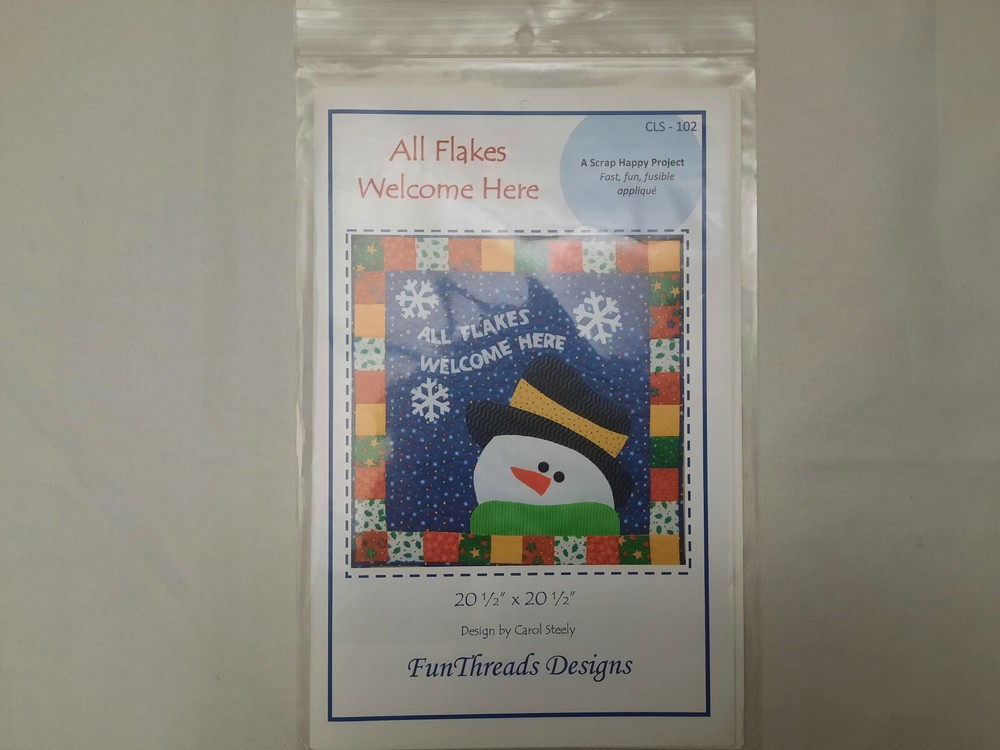 CLS - 102
All Flakes
Welcome Here
A Scrap Happy Project
Fast, fun, fusible
appliqué
ALL FLAKES
WELCOME HERE
20 ½" x 20 ½"
Design by Carol Steely
FunThreads Designs